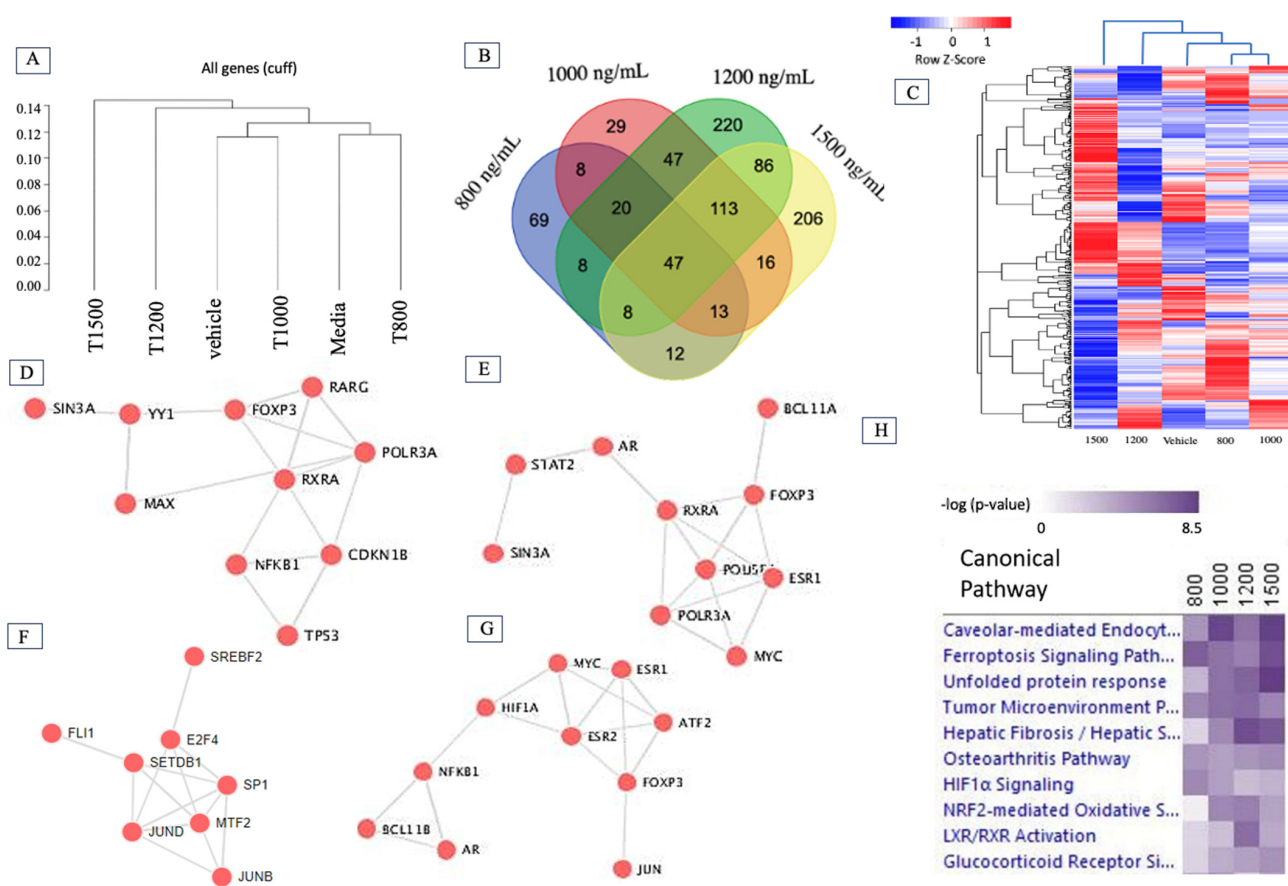 A
All genes (cuff)
0.14
0.12
0.10
0.08
0.06
0.04
0.02
0.00
T1500
T1200
vehicle
T1000
Media
T800
B
800 ng/mL
1000 ng/mL
1200 ng/mL
1500 ng/mL
29
220
8
47
86
69
20
113
206
8
47
16
8
13
12
-1
0
1
Row Z-Score
C
1500
1200
Vehicle
800
1000
D
RARG
SIN3A
YY1
FOXP3
POLR3A
RXRA
MAX
NFKB1
CDKN1B
TP53
E
BCL11A
AR
STAT2
FOXP3
RXRA
SIN3A
ESR1
POLR3A
MYC
F
SREBF2
FLI1
E2F4
SETDB1
SP1
MTF2
JUND
JUNB
G
MYC
ESR1
HIF1A
ATF2
ESR2
NFKB1
FOXP3
BCL11B
AR
JUN
H
-log (p-value)
0
8.5
Canonical
Pathway
800
1000
1200
1500
Caveolar-mediated Endocyt...
Ferroptosis Signaling Path...
Unfolded protein response
Tumor Microenvironment P...
Hepatic Fibrosis / Hepatic S...
Osteoarthritis Pathway
HIF1α Signaling
NRF2-mediated Oxidative S...
LXR/RXR Activation
Glucocorticoid Receptor Si...